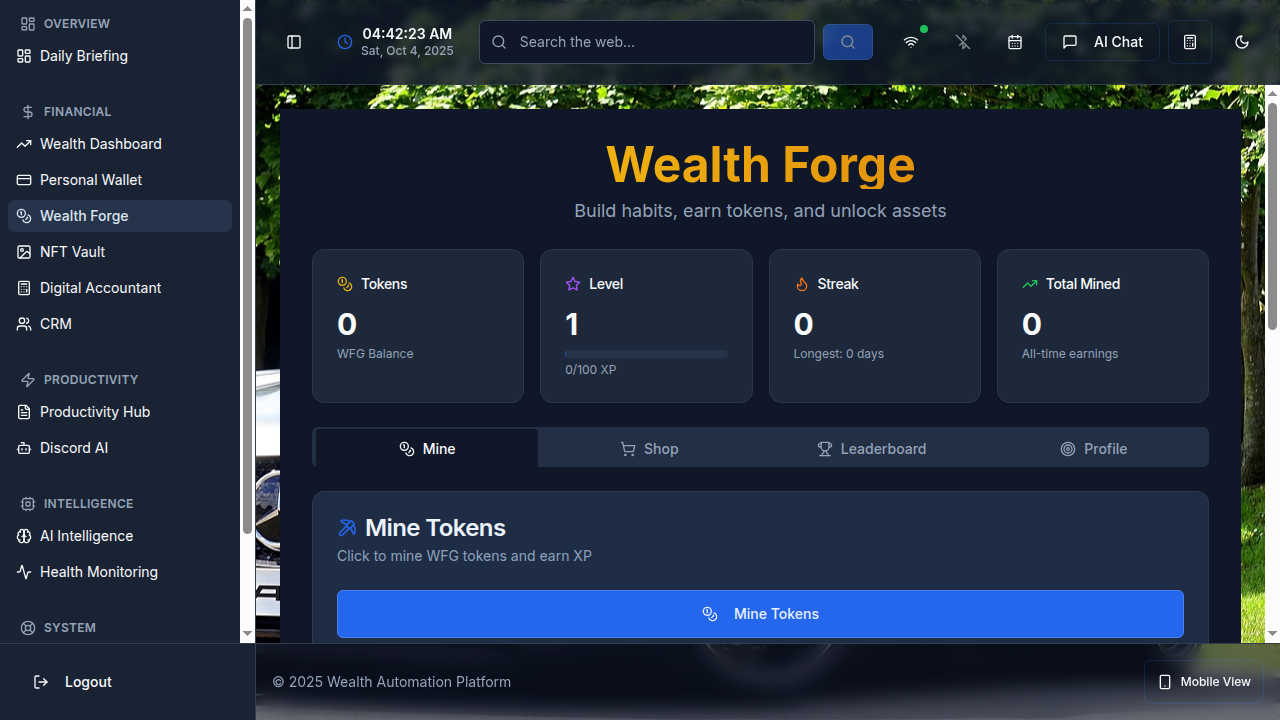 OVERVIEW
Daily Briefing
FINANCIAL
Wealth Dashboard
Personal Wallet
Wealth Forge
NFT Vault
Digital Accountant
CRM
PRODUCTIVITY
Productivity Hub
Discord AI
INTELLIGENCE
AI Intelligence
Health Monitoring
SYSTEM
Logout
04:42:23 AM
Sat, Oct 4, 2025
Search the web...
AI Chat
Wealth Forge
Build habits, earn tokens, and unlock assets
Tokens
0
WFG Balance
Level
1
0/100 XP
Streak
0
Longest: 0 days
Total Mined
0
All-time earnings
Mine
Shop
Leaderboard
Profile
Mine Tokens
Click to mine WFG tokens and earn XP
Mine Tokens
© 2025 Wealth Automation Platform
Mobile View